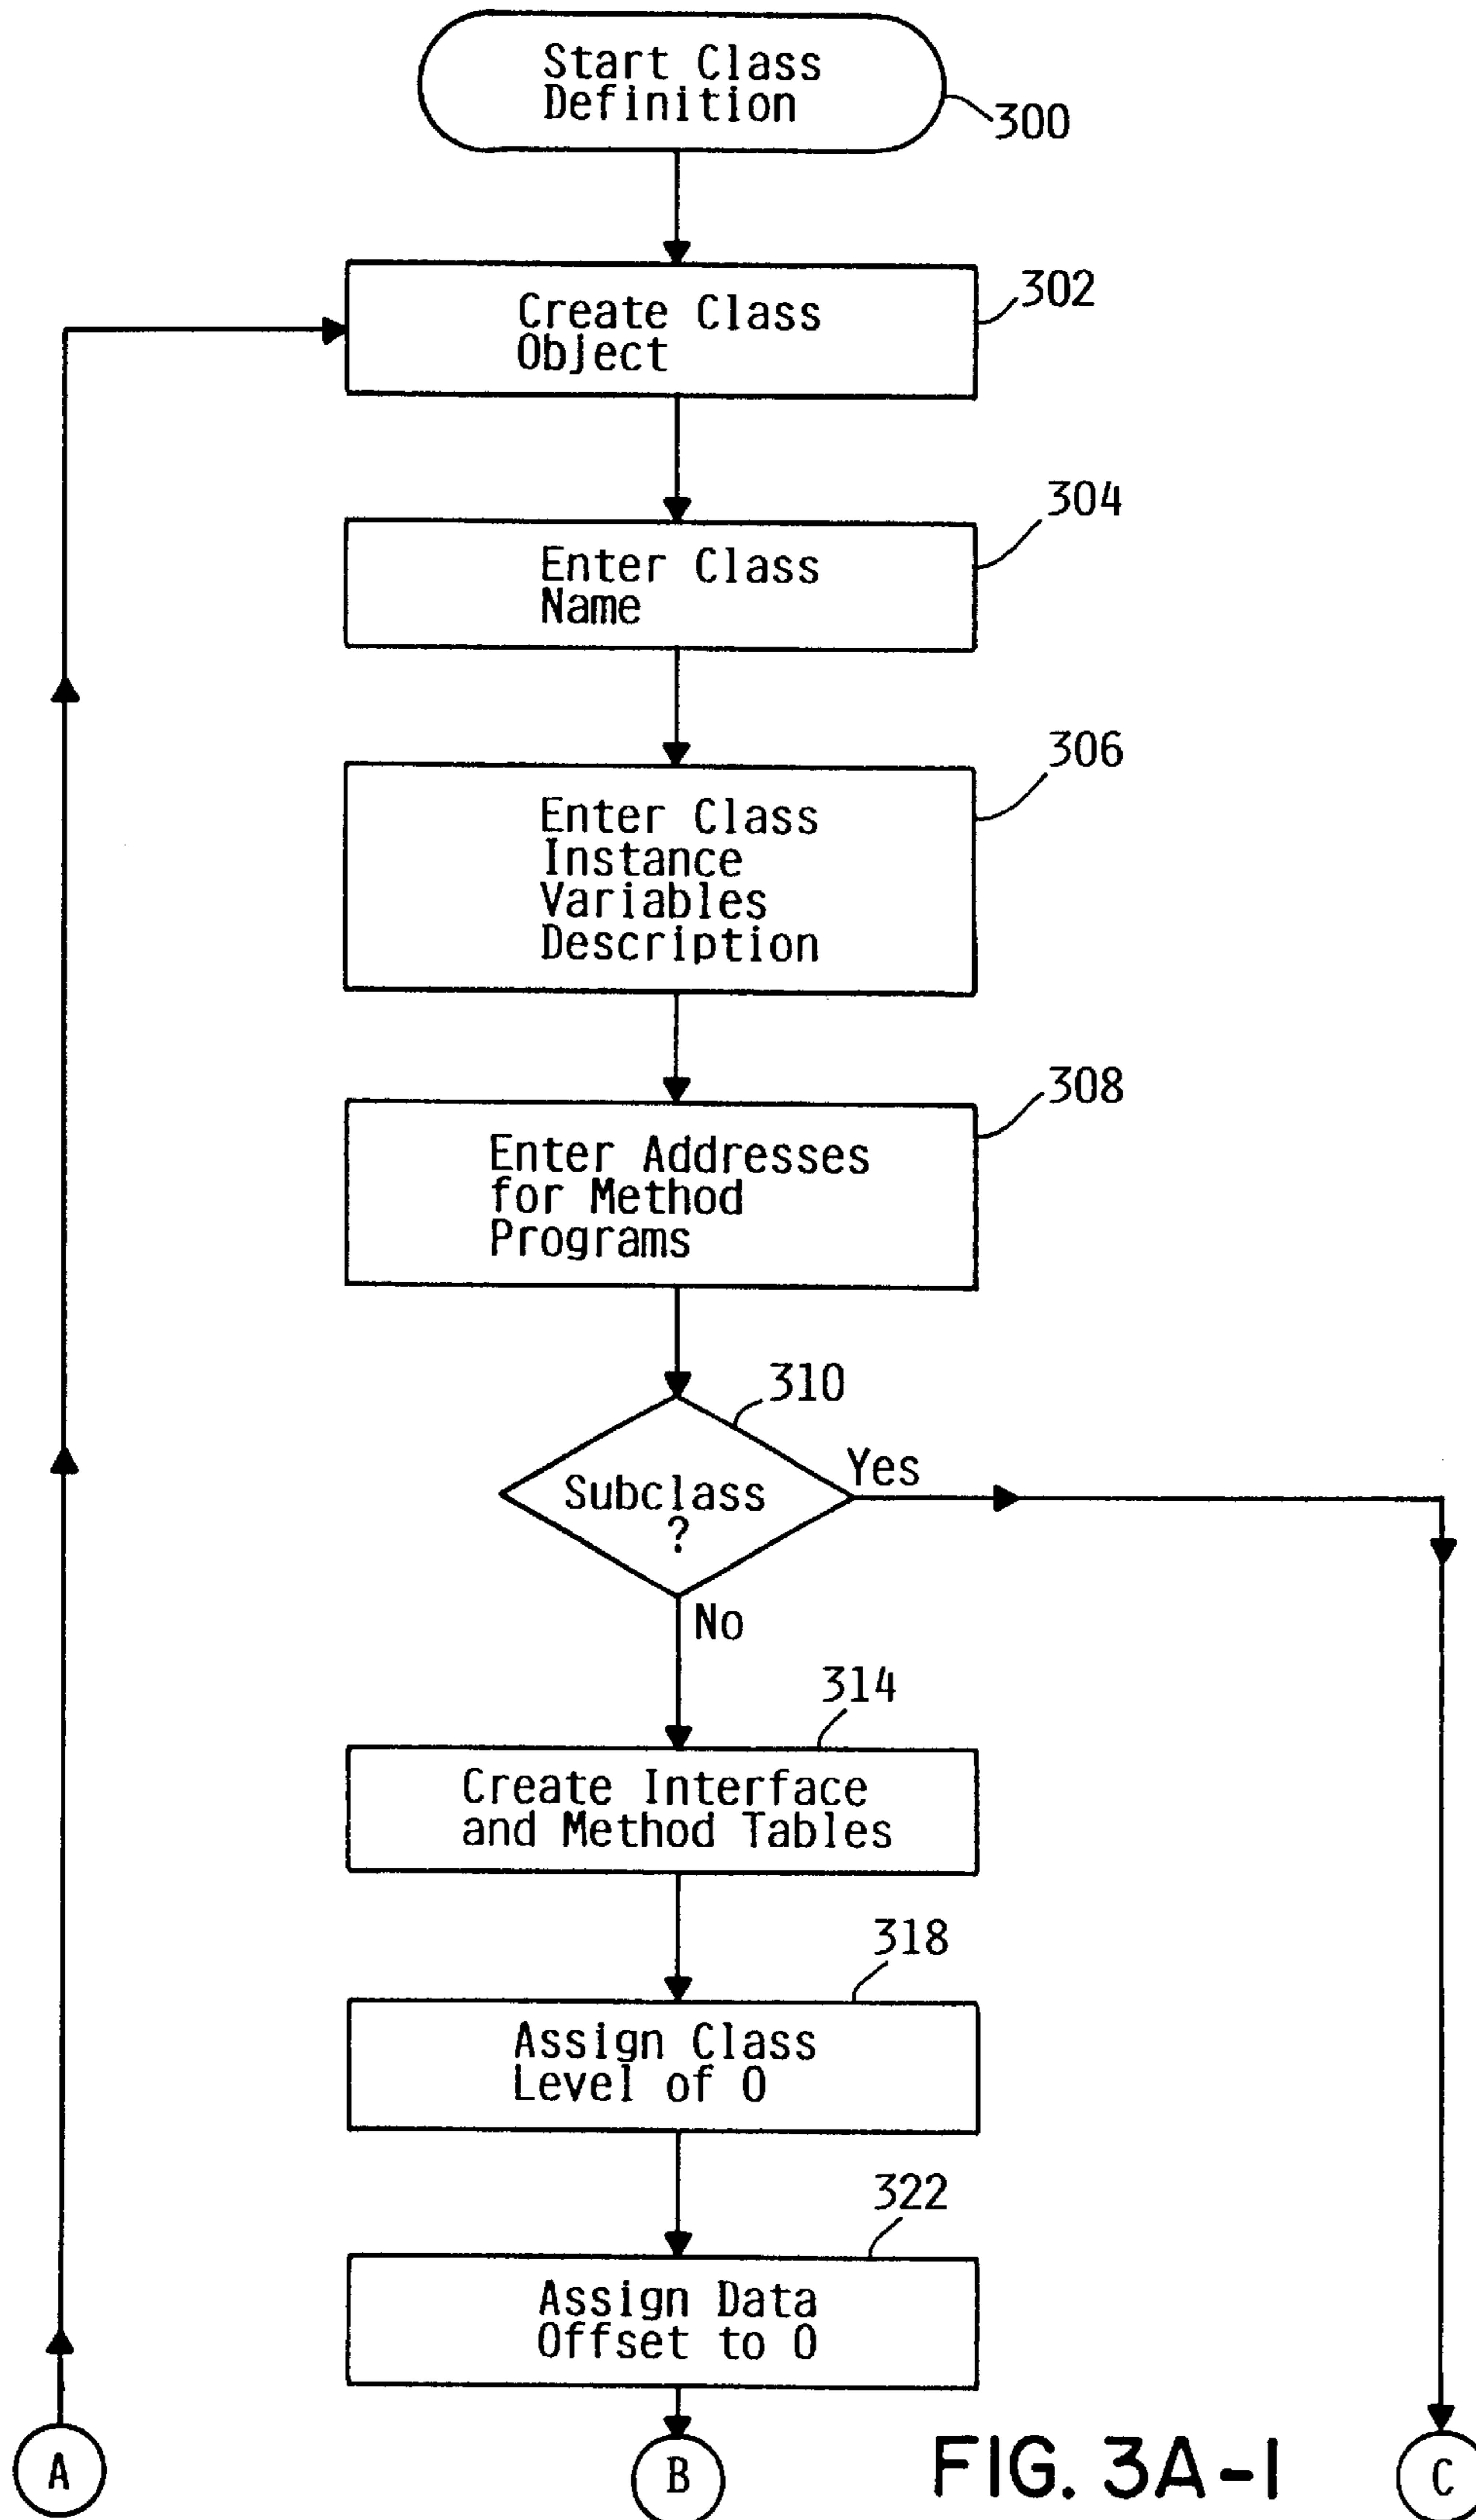 Start Class
Definition
300
Create Class
Object
302
304
Enter Class
Name
306
Enter Class
Instance
Variables
Description
308
Enter Addresses
for Method
Programs
310
Subclass
?
Yes
No
314
Create Interface
and Method Tables
318
Assign Class
Level of 0
322
Assign Data
Offset to 0
A
B
FIG. 3A-1
C